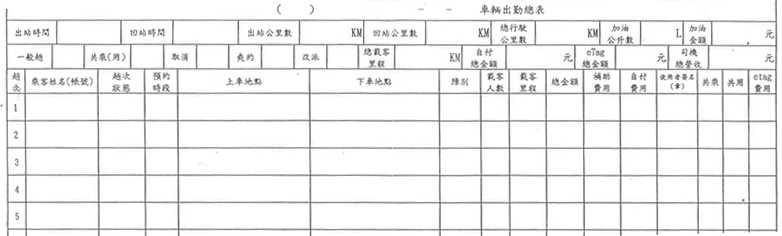 (　　) － － 車輛出勤總表
出站時間 回站時間 出站公里數 KM 回站公里數 KM 總行駛公里數 KM 加油公升數 L 加油金額 元
一般趟 共乘(用) 取消 爽約 改派 總載客里程 KM 自付總金額 元 eTag總金額 元 司機總營收 元
趟次 乘客姓名(帳號) 趟次狀態 預約時段 上車地點 下車地點 障別 載客人數 載客里程 總金額 補助費用 自付費用 使用者簽名(章) 共乘 共用 etag費用
1
2
3
4
5